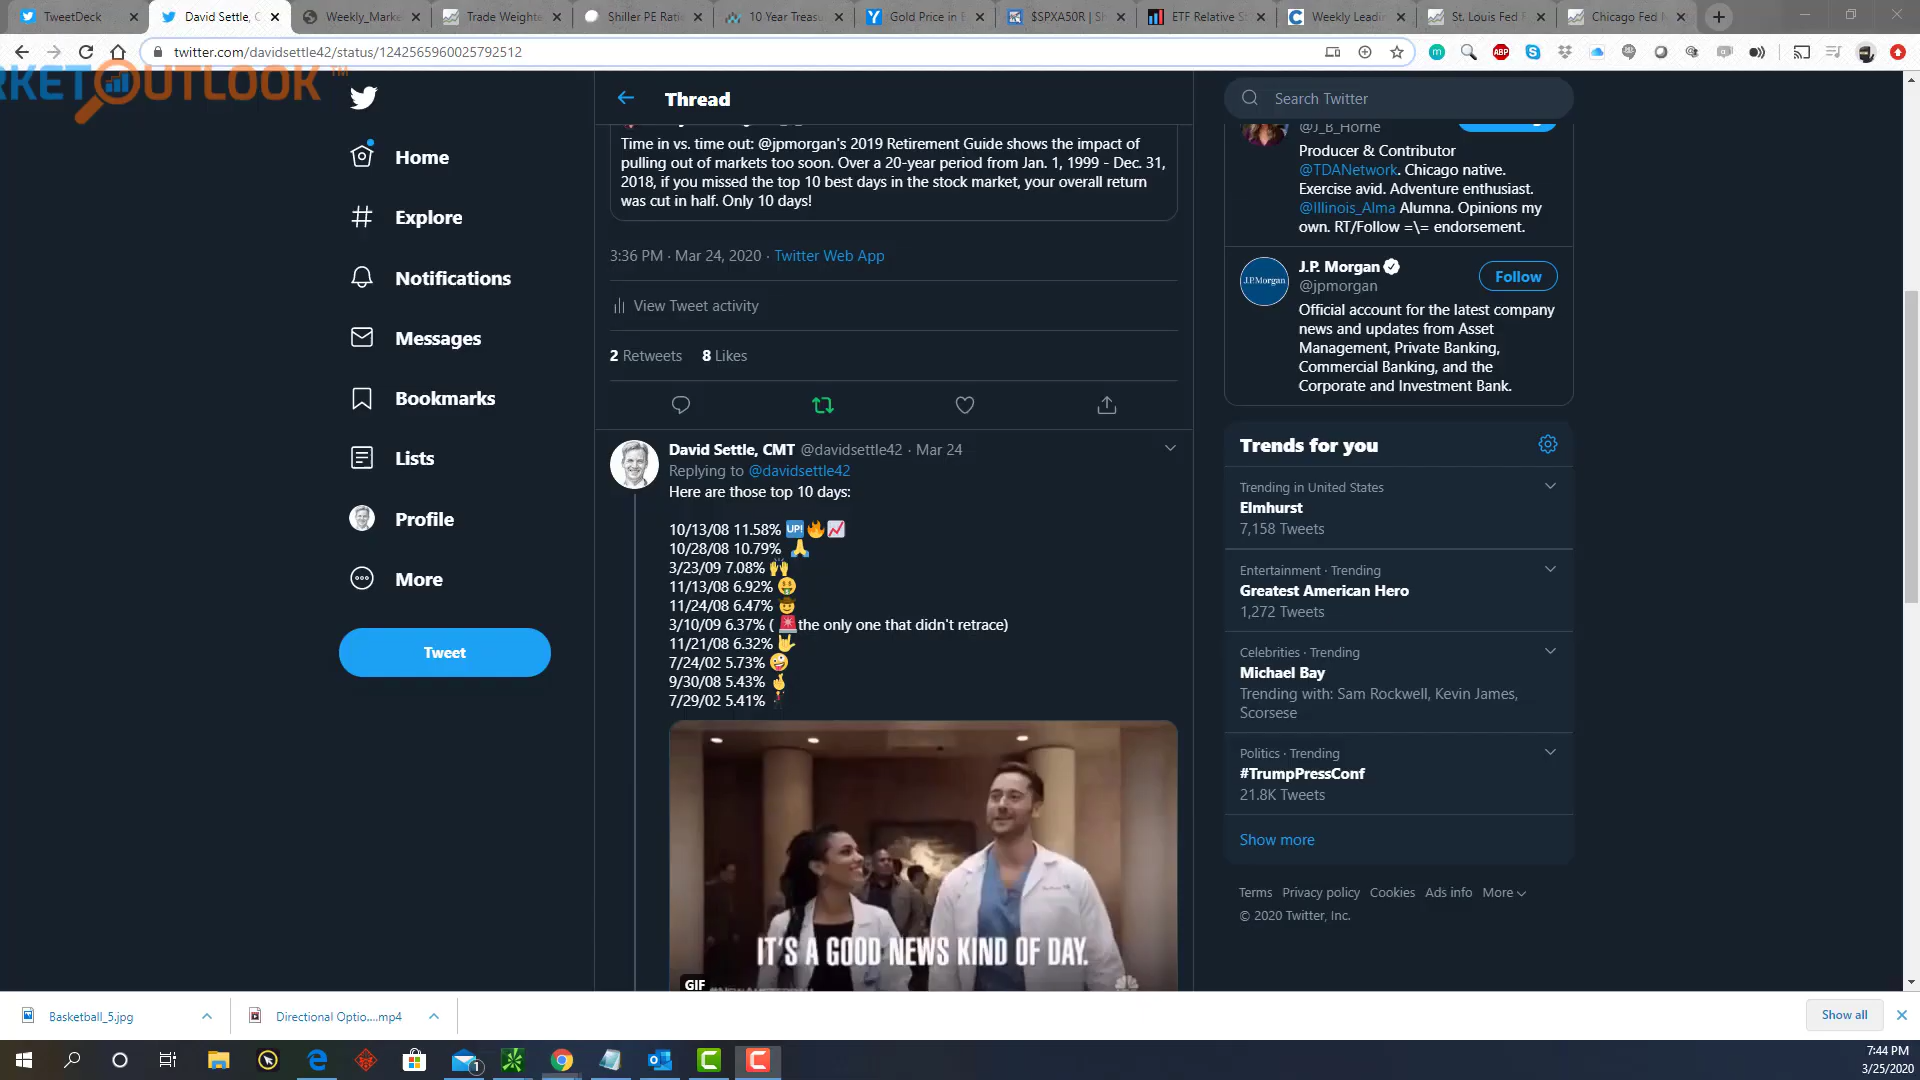 TweetDeck
David Settle, C
Weekly_Marke
Trade Weighte
Shiller PE Rati
10 Year Treasu
Gold Price in E
$SPXA50R | Sh
ETF Relative S
Weekly Leadin
St. Louis Fed F
Chicago Fed
twitter.com/davidsettle42/status/1242565960025792512
ABP
RKETOUTLOOK™
Thread
Search Twitter
Home
Explore
Notifications
Messages
Bookmarks
Lists
Profile
More
Tweet
Time in vs. time out: @jpmorgan's 2019 Retirement Guide shows the impact of
pulling out of markets too soon. Over a 20-year period from Jan. 1, 1999 - Dec. 31,
2018, if you missed the top 10 best days in the stock market, your overall return
was cut in half. Only 10 days!
3:36 PM · Mar 24, 2020 · Twitter Web App
View Tweet activity
2 Retweets 8 Likes
David Settle, CMT @davidsettle42 · Mar 24
Replying to @davidsettle42
Here are those top 10 days:
10/13/08 11.58% 🆙🔥📈
10/28/08 10.79% 🙏
3/23/09 7.08% 🙌
11/13/08 6.92% 🤑
11/24/08 6.47% 🤠
3/10/09 6.37% ( 🚨the only one that didn't retrace)
11/21/08 6.32% 🤟
7/24/02 5.73% 🤪
9/30/08 5.43% 🤞
7/29/02 5.41%
IT'S A GOOD NEWS KIND OF DAY.
GIF
@J_B_Horne
Producer & Contributor
@TDANetwork. Chicago native.
Exercise avid. Adventure enthusiast.
@Illinois_Alma Alumna. Opinions my
own. RT/Follow =\= endorsement.
J.P.Morgan
J.P. Morgan
@jpmorgan
Follow
Official account for the latest company
news and updates from Asset
Management, Private Banking,
Commercial Banking, and the
Corporate and Investment Bank.
Trends for you
Trending in United States
Elmhurst
7,158 Tweets
Entertainment · Trending
Greatest American Hero
1,272 Tweets
Celebrities · Trending
Michael Bay
Trending with: Sam Rockwell, Kevin James,
Scorsese
Politics · Trending
#TrumpPressConf
21.8K Tweets
Show more
Terms Privacy policy Cookies Ads info More
© 2020 Twitter, Inc.
Basketball_5.jpg
Directional Optio....mp4
Show all
1
7:44 PM
3/25/2020